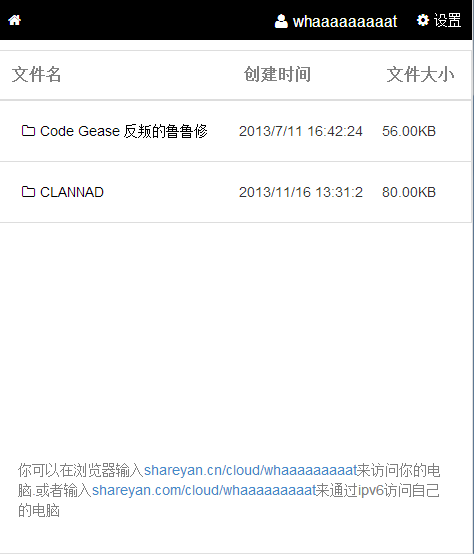 whaaaaaaaaat 设置
文件名 创建时间 文件大小
Code Gease 反叛的鲁鲁修 2013/7/11 16:42:24 56.00KB
CLANNAD 2013/11/16 13:31:2 80.00KB
你可以在浏览器输入shareyan.cn/cloud/whaaaaaaaaat来访问你的电
脑.或者输入shareyan.com/cloud/whaaaaaaaaat来通过ipv6访问自己
的电脑